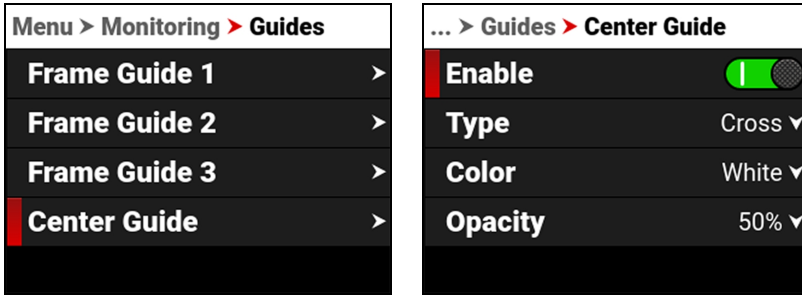 Menu > Monitoring > Guides
Frame Guide 1
Frame Guide 2
Frame Guide 3
Center Guide
... > Guides > Center Guide
Enable
Type Cross
Color White
Opacity 50%